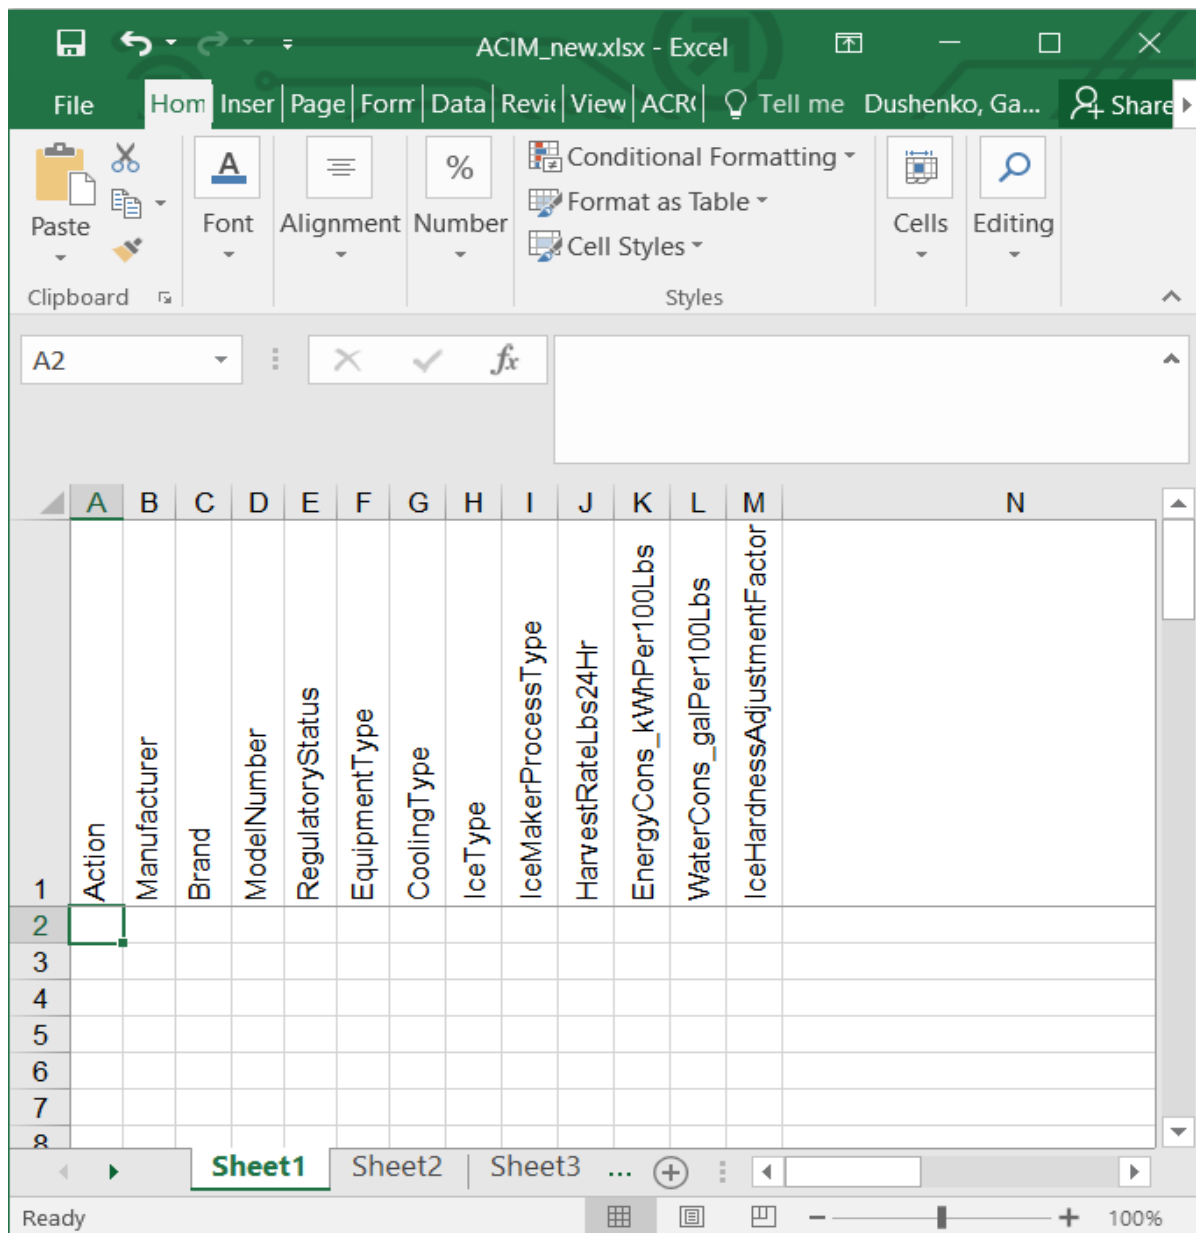 ACIM_new.xlsx - Excel
File Hom Inser Page Form Data Revie View ACR( Tell me Dushenko, Ga... Share
Paste Font Alignment Number Conditional Formatting Format as Table Cell Styles Cells Editing
Clipboard Styles
A2 fx
A B C D E F G H I J K L M N
1 Action Manufacturer Brand ModelNumber RegulatoryStatus EquipmentType CoolingType IceType IceMakerProcessType HarvestRateLbs24Hr EnergyCons_kWhPer100Lbs WaterCons_galPer100Lbs IceHardnessAdjustmentFactor
2
3
4
5
6
7
8
Sheet1 Sheet2 Sheet3 ...
Ready 100%